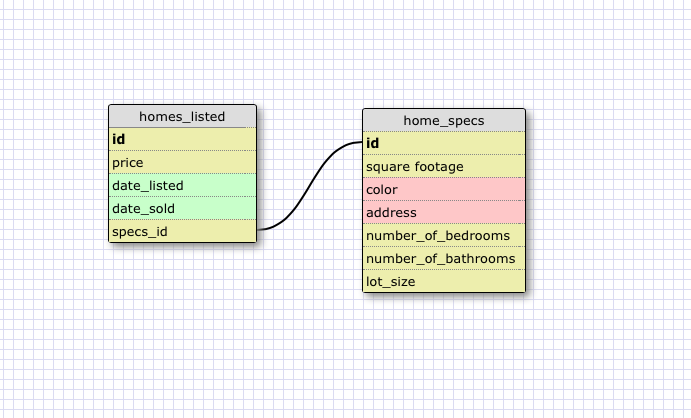 homes_listed
id
price
date_listed
date_sold
specs_id
home_specs
id
square footage
color
address
number_of_bedrooms
number_of_bathrooms
lot_size